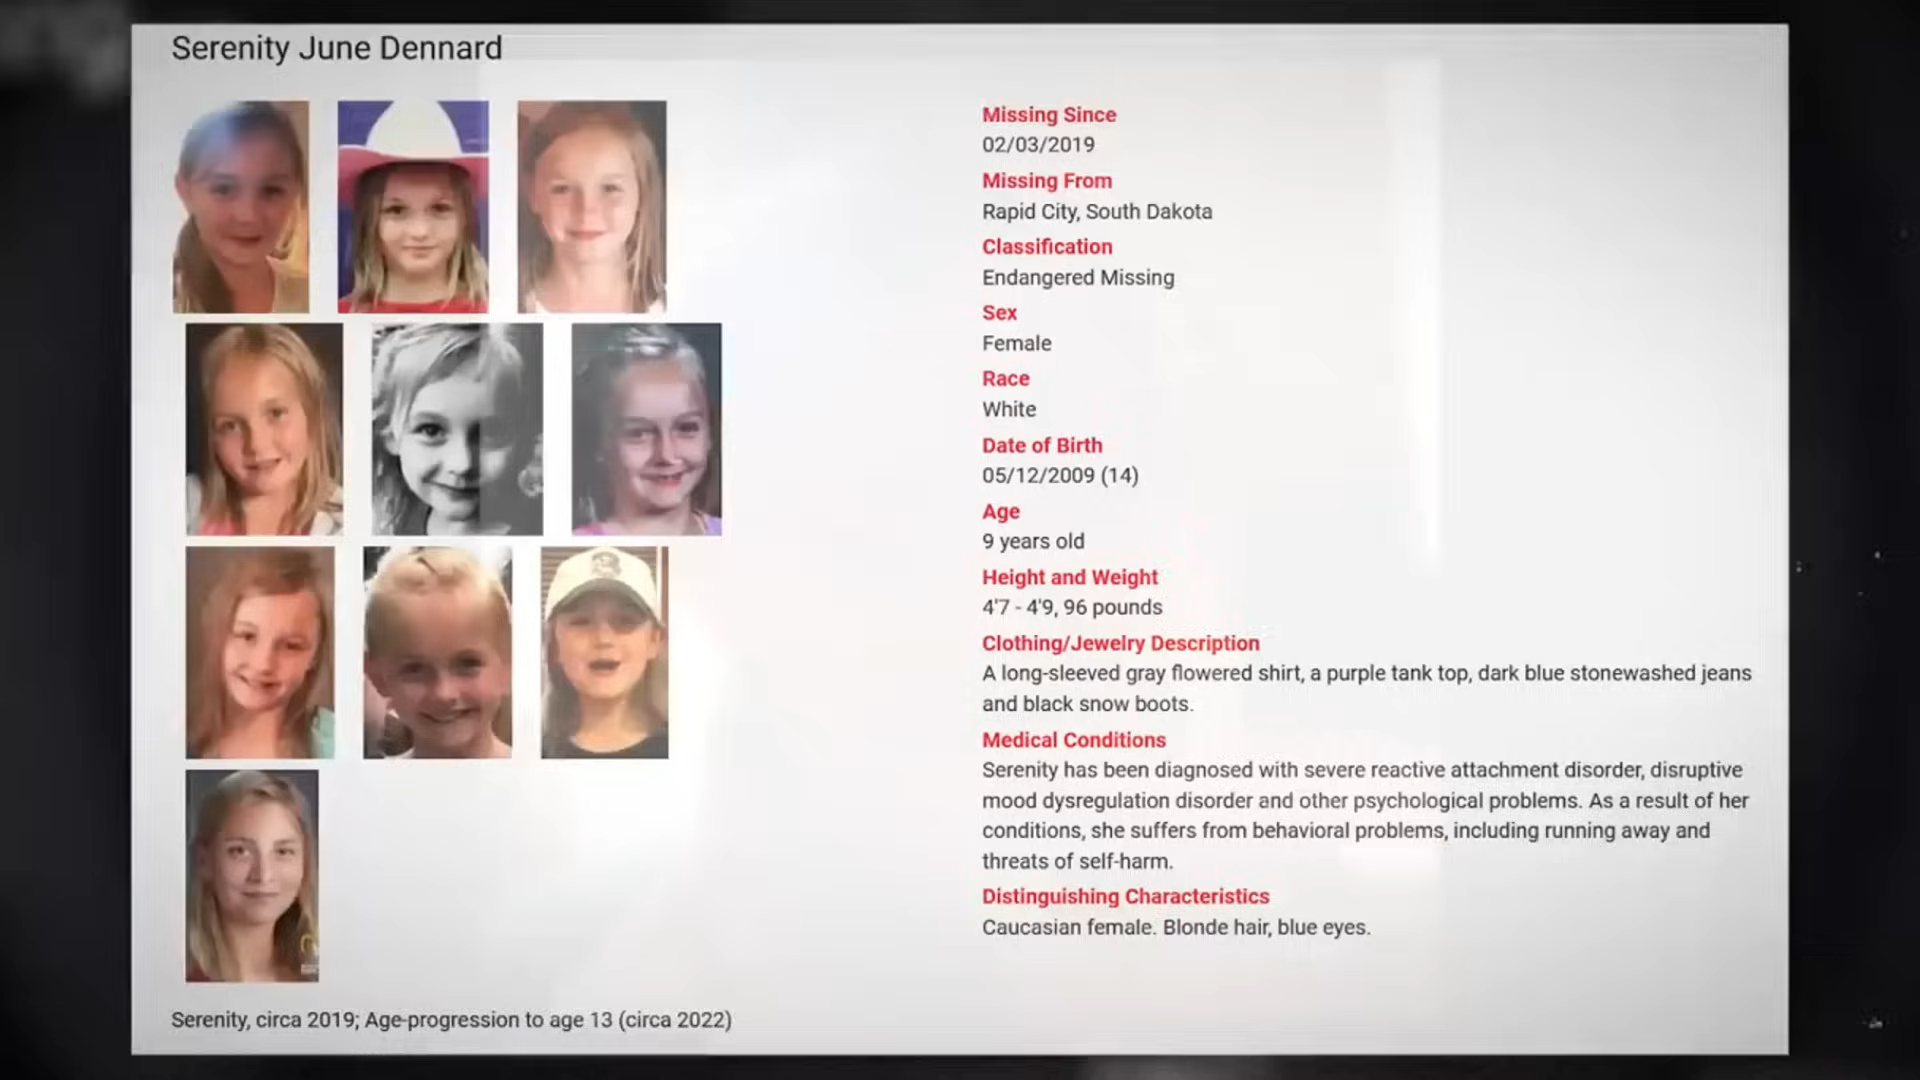 Serenity June Dennard
Missing Since
02/03/2019
Missing From
Rapid City, South Dakota
Classification
Endangered Missing
Sex
Female
Race
White
Date of Birth
05/12/2009 (14)
Age
9 years old
Height and Weight
4'7 - 4'9, 96 pounds
Clothing/Jewelry Description
A long-sleeved gray flowered shirt, a purple tank top, dark blue stonewashed jeans
and black snow boots.
Medical Conditions
Serenity has been diagnosed with severe reactive attachment disorder, disruptive
mood dysregulation disorder and other psychological problems. As a result of her
conditions, she suffers from behavioral problems, including running away and
threats of self-harm.
Distinguishing Characteristics
Caucasian female. Blonde hair, blue eyes.
Serenity, circa 2019; Age-progression to age 13 (circa 2022)